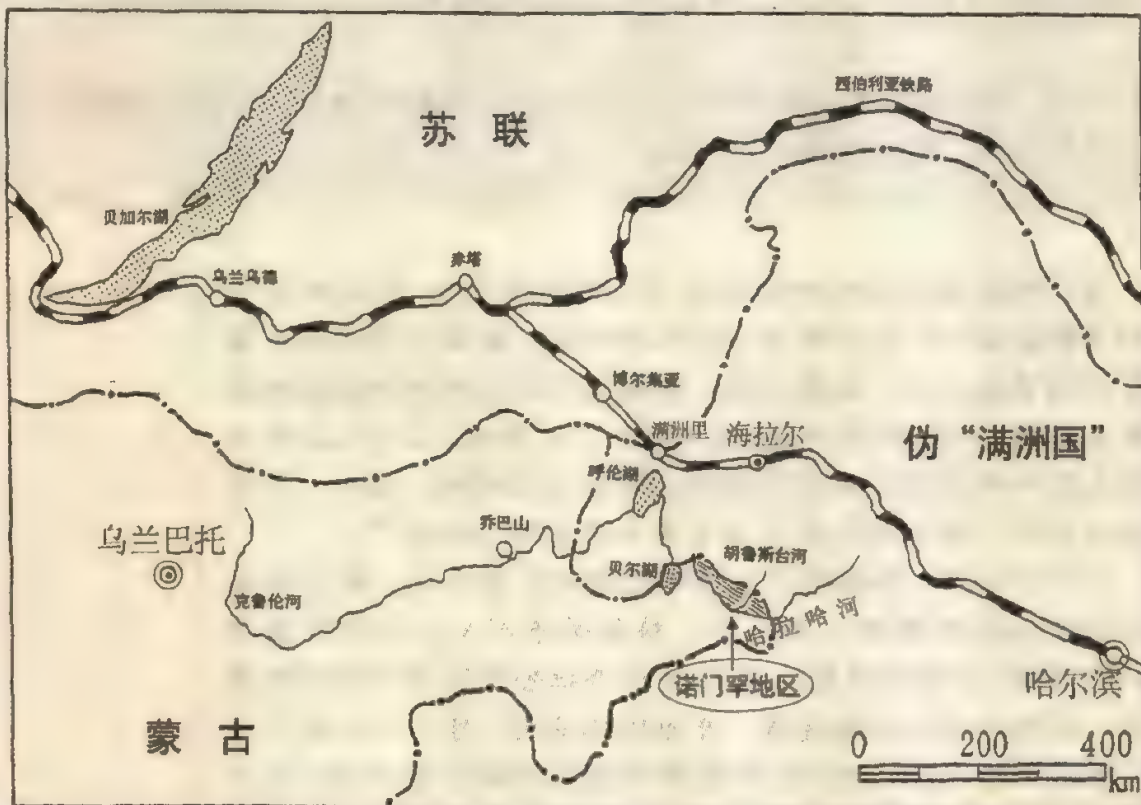 西伯利亚铁路
苏联
贝加尔湖
乌兰乌德
赤塔
博尔集亚
满洲里
海拉尔
伪“满洲国”
呼伦湖
乌兰巴托
乔巴山
贝尔湖
胡鲁斯台河
克鲁伦河
哈拉哈河
诺门罕地区
哈尔滨
蒙古
0 200 400
km